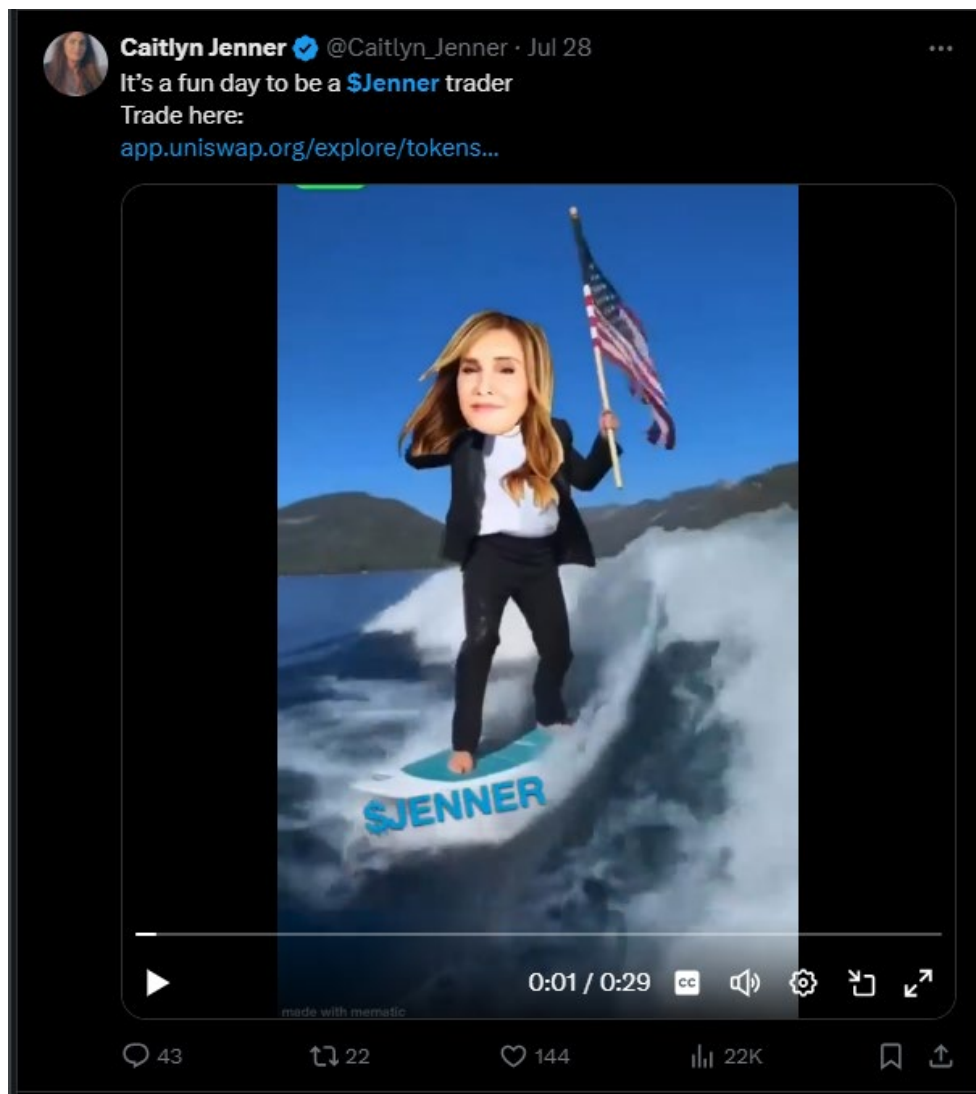 Caitlyn Jenner @Caitlyn_Jenner · Jul 28
It's a fun day to be a $Jenner trader
Trade here:
app.uniswap.org/explore/tokens...
$JENNER
0:01 / 0:29 CC
made with mematic
43 22 144 22K